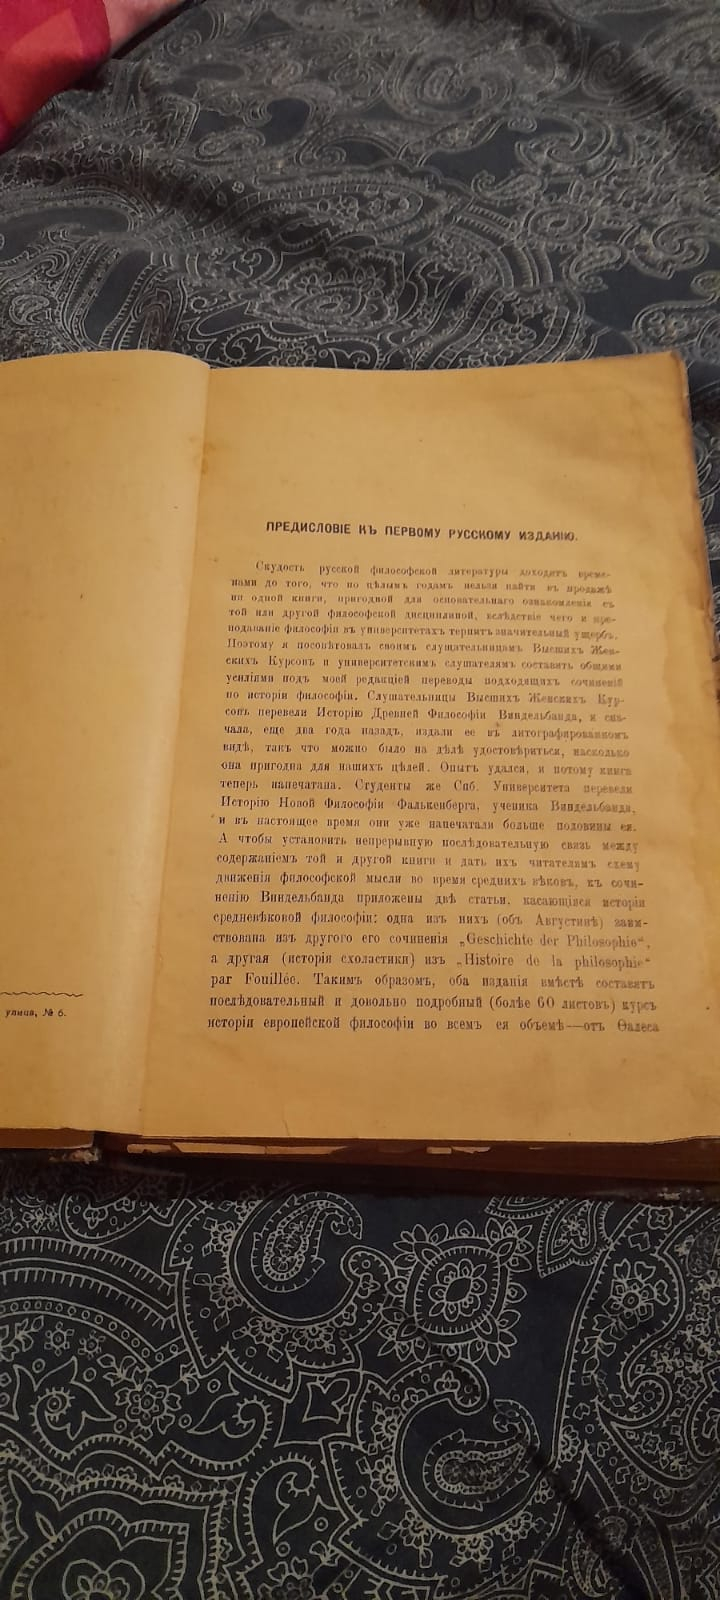 улица, № 6.
ПРЕДИСЛОВІЕ КЪ ПЕРВОМУ РУССКОМУ ИЗДАНІЮ.
Скудость русской философской литературы доходитъ време-
нами до того, что по цѣлымъ годамъ нельзя найти въ продажѣ
ни одной книги, пригодной для основательнаго ознакомленія съ
той или другой философской дисциплиной, вслѣдствіе чего и пре-
подаваніе философіи въ университетахъ терпитъ значительный ущербъ.
Поэтому я посовѣтовалъ своимъ слушательницамъ Высшихъ Жен-
скихъ Курсовъ и университетскимъ слушателямъ составить общими
усиліями подъ моей редакціей переводы подходящихъ сочиненій
по исторіи философіи. Слушательницы Высшихъ Женскихъ Кур-
совъ перевели Исторію Древней Философіи Виндельбанда, и сна-
чала, еще два года назадъ, издали ее въ литографированномъ
видѣ, такъ что можно было на дѣлѣ удостовѣриться, насколько
она пригодна для нашихъ цѣлей. Опытъ удался, и потому книга
теперь напечатана. Студенты же Спб. Университета перевели
Исторію Новой Философіи Фалькенберга, ученика Виндельбанда,
и въ настоящее время они уже напечатали больше половины ея.
А чтобы установить непрерывную послѣдовательную связь между
содержаніемъ той и другой книги и дать ихъ читателямъ схему
движенія философской мысли во время среднихъ вѣковъ, къ сочи-
ненію Виндельбанда приложены двѣ статьи, касающіяся исторіи
средневѣковой философіи: одна изъ нихъ (объ Августинѣ) заим-
ствована изъ другого его сочиненія „Geschichte der Philosophie“,
а другая (исторія схоластики) изъ „Histoire de la philosophie“
par Fouillée. Такимъ образомъ, оба изданія вмѣстѣ составятъ
послѣдовательный и довольно подробный (болѣе 60 листовъ) курсъ
исторіи европейской философіи во всемъ ея объемѣ—отъ Ѳалеса